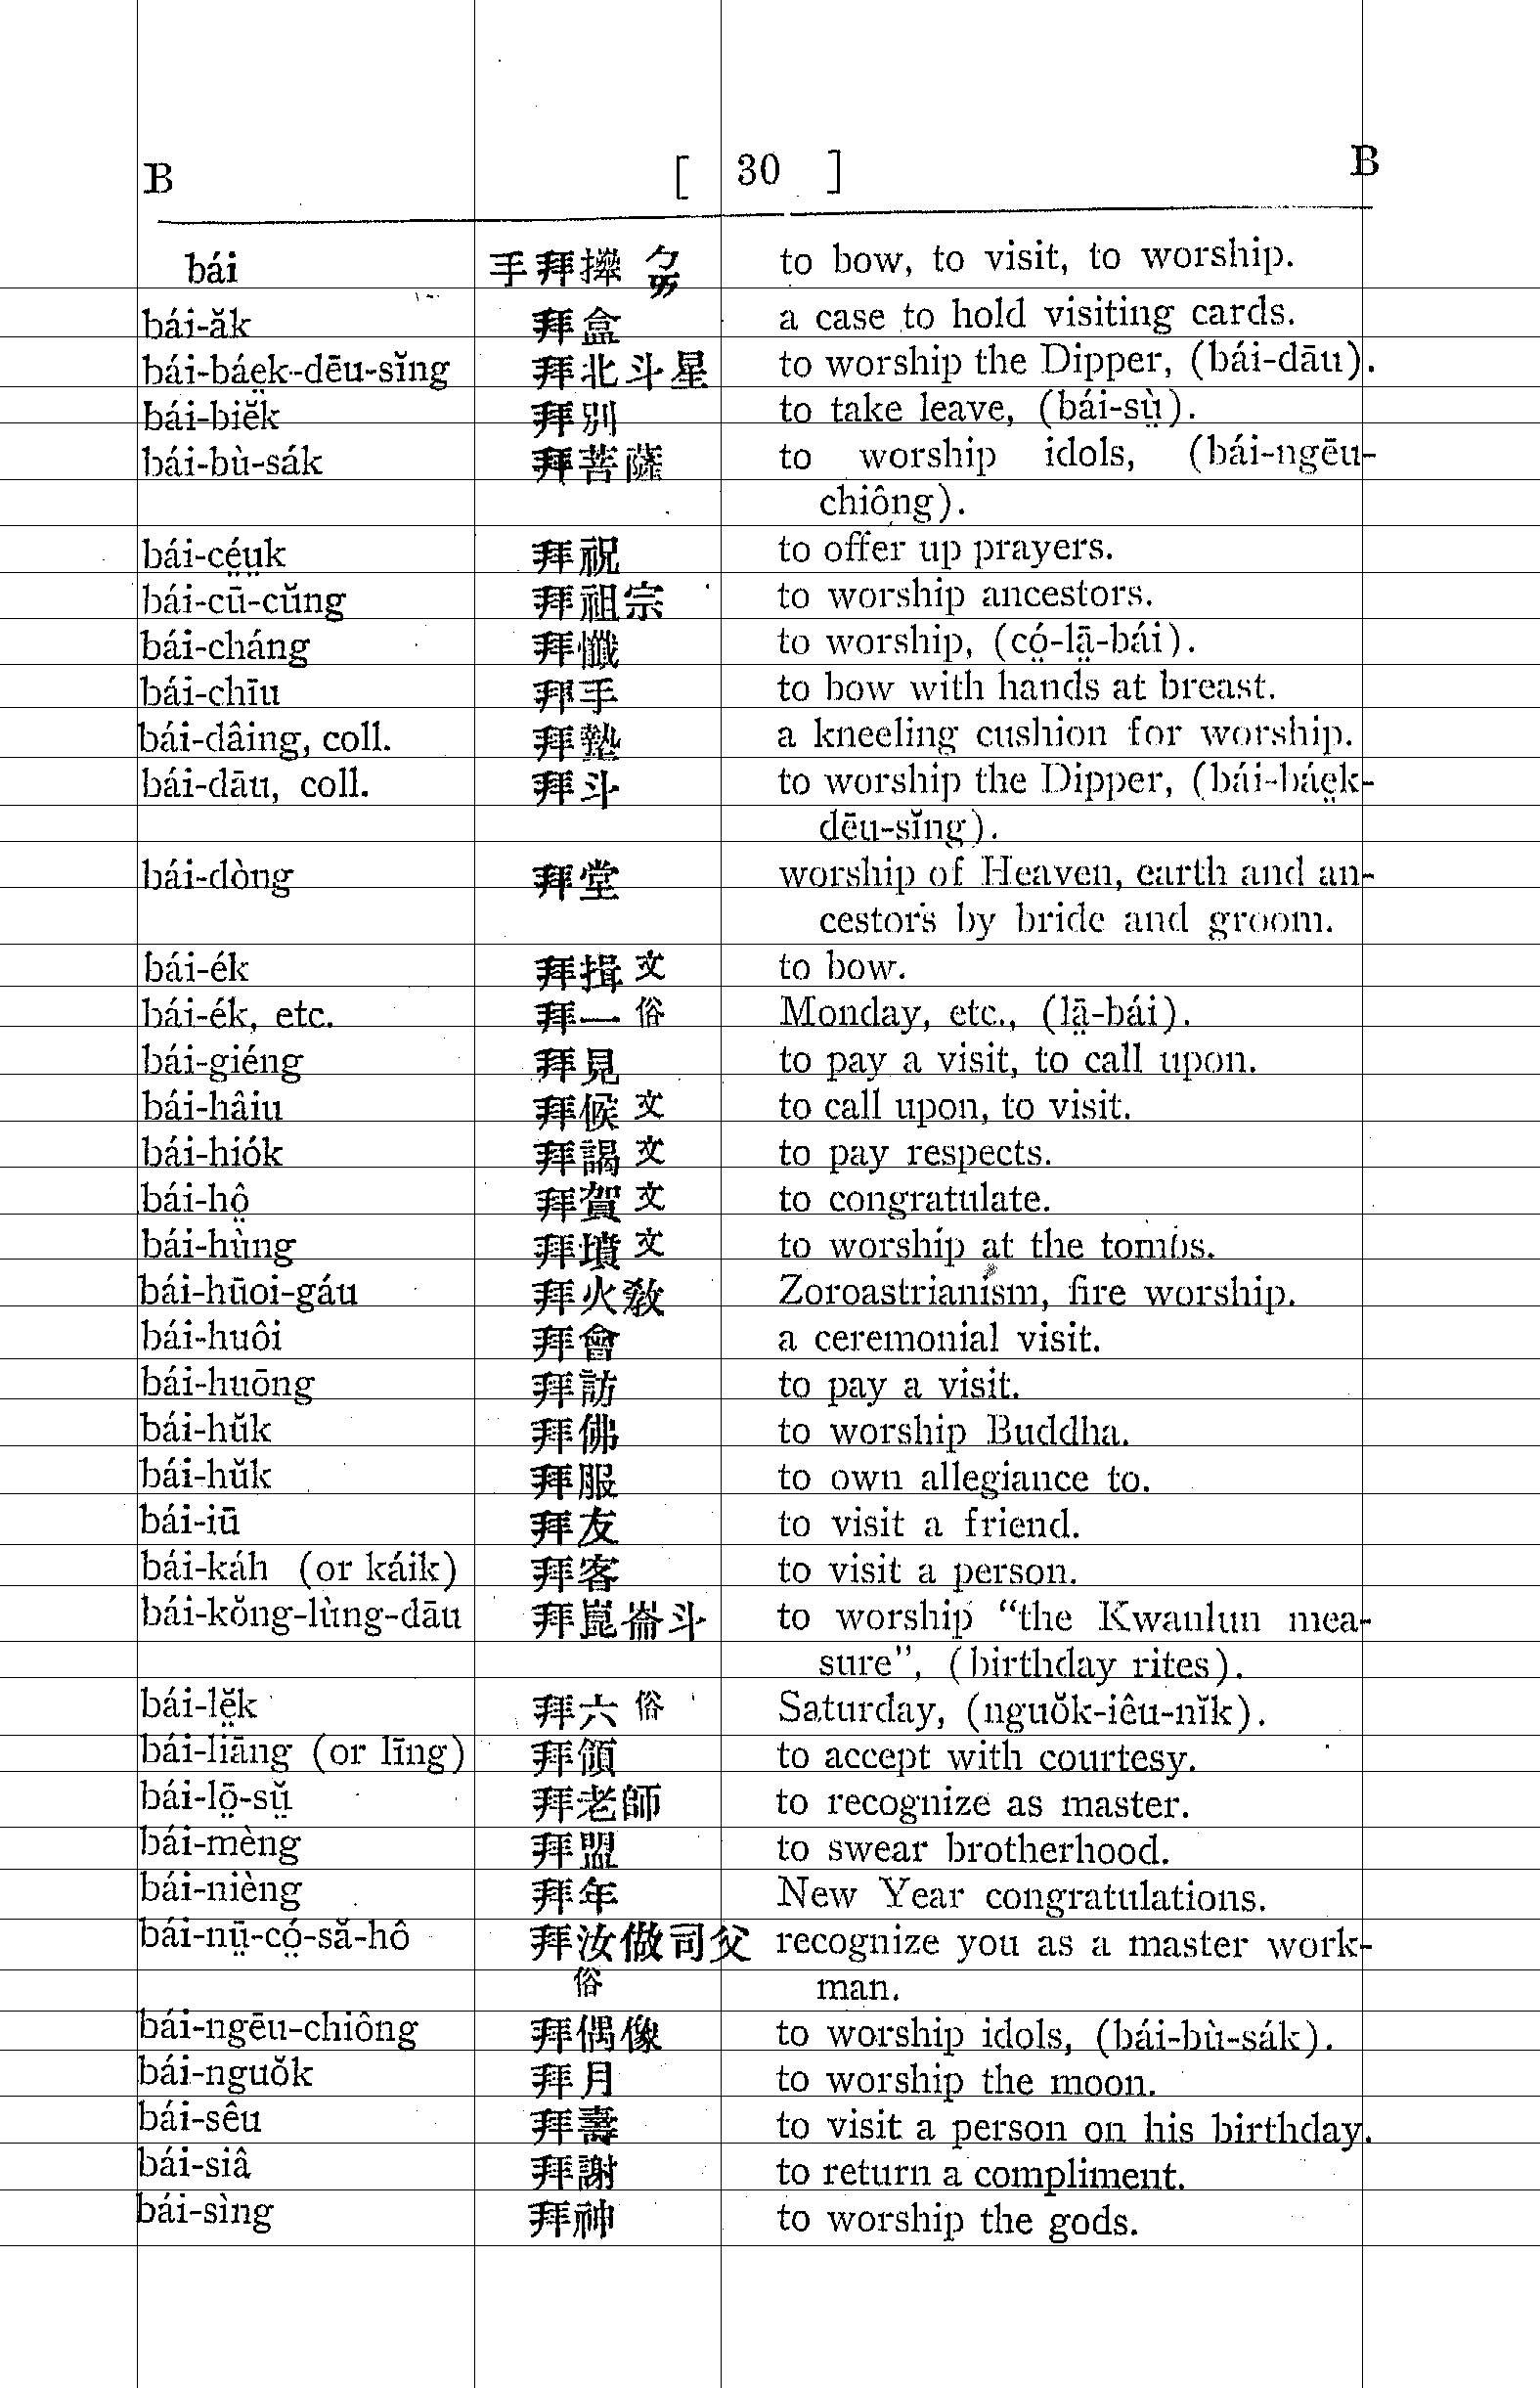 B [ 30 ] B
bái 手拜㩓 ㄅㄞ to bow, to visit, to worship.
bái-ăk 拜盒 a case to hold visiting cards.
bái-báe̤k-dēu-sĭng 拜北斗星 to worship the Dipper, (bái-dāu).
bái-biĕk 拜別 to take leave, (bái-sṳ̀).
bái-bù-sák 拜菩薩 to worship idols, (bái-ngēu-
chiông).
bái-cé̤ṳk 拜祝 to offer up prayers.
bái-cū-cŭng 拜祖宗 to worship ancestors.
bái-cháng 拜懺 to worship, (có̤-lā̤-bái).
bái-chīu 拜手 to bow with hands at breast.
bái-dâing, coll. 拜墊 a kneeling cushion for worship.
bái-dāu, coll. 拜斗 to worship the Dipper, (bái-báe̤k-
dēu-sĭng).
bái-dòng 拜堂 worship of Heaven, earth and an-
cestors by bride and groom.
bái-ék 拜揖 文 to bow.
bái-ék, etc. 拜一 俗 Monday, etc., (lā̤-bái).
bái-giéng 拜見 to pay a visit, to call upon.
bái-hâiu 拜候 文 to call upon, to visit.
bái-hiók 拜謁 文 to pay respects.
bái-hô̤ 拜賀 文 to congratulate.
bái-hùng 拜墳 文 to worship at the tombs.
bái-hūoi-gáu 拜火敎 Zoroastrianism, fire worship.
bái-huôi 拜會 a ceremonial visit.
bái-huōng 拜訪 to pay a visit.
bái-hŭk 拜佛 to worship Buddha.
bái-hŭk 拜服 to own allegiance to.
bái-iū 拜友 to visit a friend.
bái-káh (or káik) 拜客 to visit a person.
bái-kŏng-lùng-dāu 拜崑崙斗 to worship “the Kwanlun mea-
sure”, (birthday rites).
bái-lĕ̤k 拜六 俗 Saturday, (nguŏk-iêu-nĭk).
bái-liāng (or līng) 拜領 to accept with courtesy.
bái-lō̤-sṳ̆ 拜老師 to recognize as master.
bái-mèng 拜盟 to swear brotherhood.
bái-nièng 拜年 New Year congratulations.
bái-nṳ̄-có̤-să-hô 拜汝做司父 recognize you as a master work-
俗 man.
bái-ngēu-chiông 拜偶像 to worship idols, (bái-bù-sák).
bái-nguŏk 拜月 to worship the moon.
bái-sêu 拜壽 to visit a person on his birthday.
bái-siâ 拜謝 to return a compliment.
bái-sìng 拜神 to worship the gods.